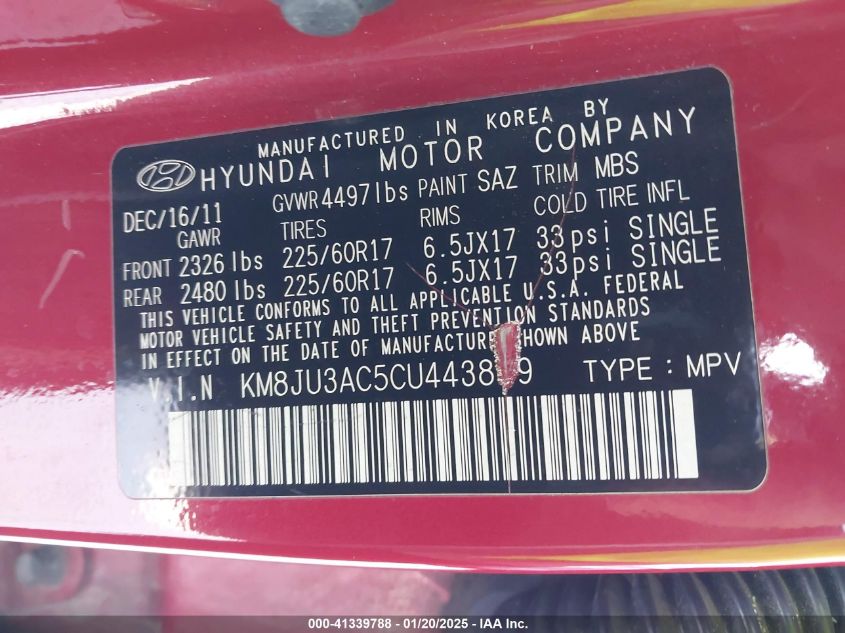 MANUFACTURED IN KOREA BY
HYUNDAI MOTOR COMPANY
DEC/16/11 GVWR 4497 lbs PAINT SAZ TRIM MBS
GAWR TIRES RIMS COLD TIRE INFL
FRONT 2326 lbs 225/60R17 6.5JX17 33 psi SINGLE
REAR 2480 lbs 225/60R17 6.5JX17 33 psi SINGLE
THIS VEHICLE CONFORMS TO ALL APPLICABLE U.S.A. FEDERAL
MOTOR VEHICLE SAFETY AND THEFT PREVENTION STANDARDS
IN EFFECT ON THE DATE OF MANUFACTURE SHOWN ABOVE
V.I.N TYPE : MPV
000-41339788 - 01/20/2025 - IAA Inc.